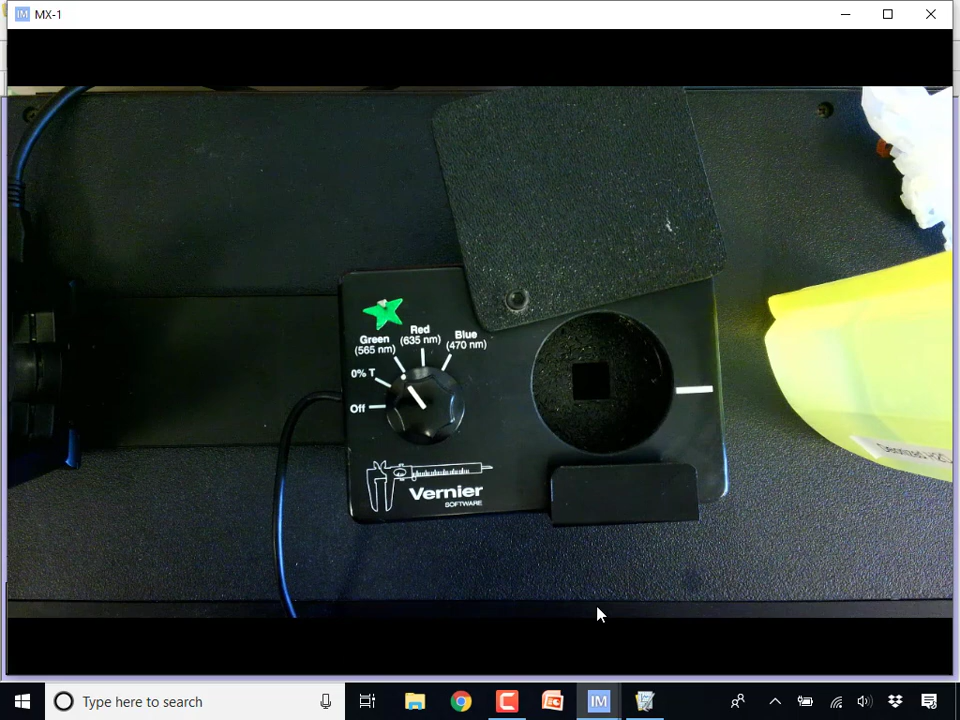 MX-1
Red
(635 nm)
Green
(565 nm)
Blue
(470 nm)
0% T
Off
Vernier
SOFTWARE
IM
Type here to search